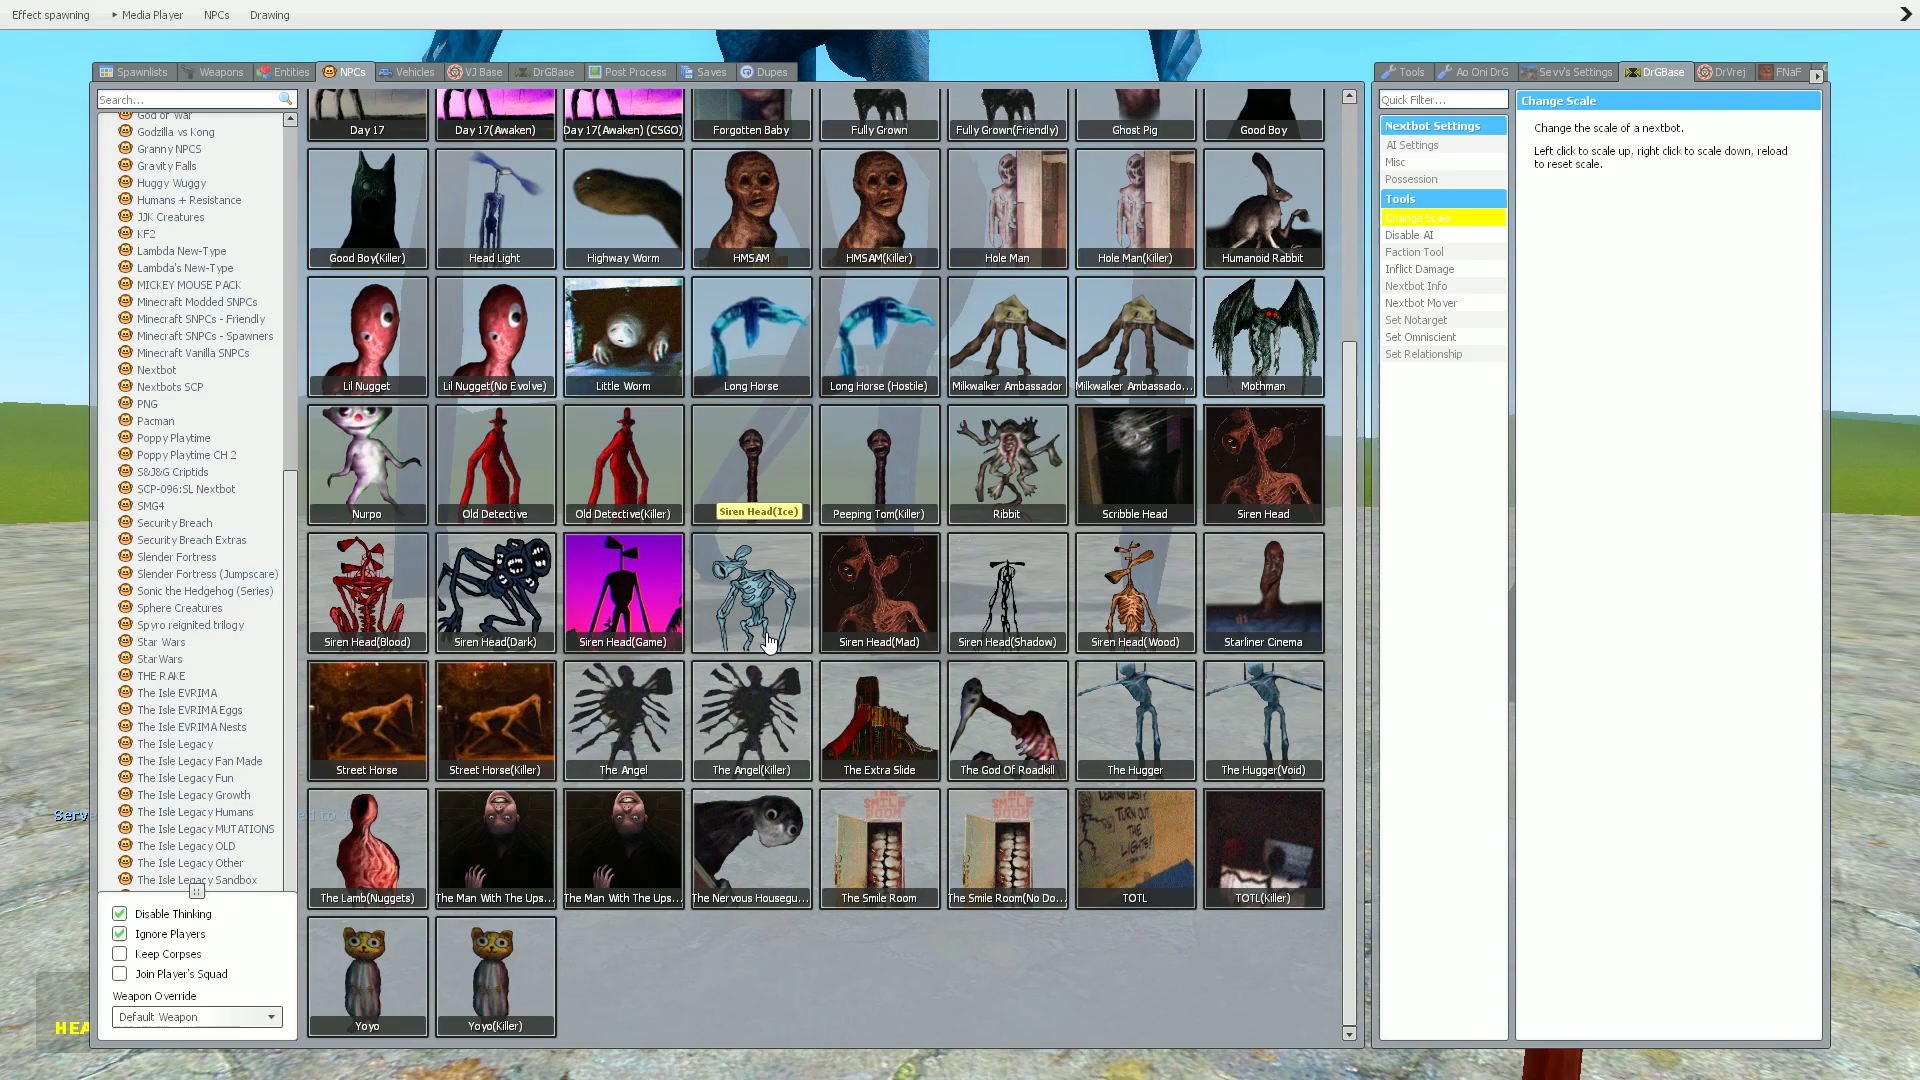 Effect spawning
Media Player
NPCs
Drawing
Spawnlists
Weapons
Entities
NPCs
Vehicles
VJ Base
DrGBase
Post Process
Saves
Dupes
Tools
Ao Oni DrG
Sevv's Settings
DrGBase
DrVrej
FNaF
Search...
God of War
Godzilla vs Kong
Granny NPCS
Gravity Falls
Huggy Wuggy
Humans + Resistance
JJK Creatures
KF2
Lambda New-Type
Lambda's New-Type
MICKEY MOUSE PACK
Minecraft Modded SNPCs
Minecraft SNPCs - Friendly
Minecraft SNPCs - Spawners
Minecraft Vanilla SNPCs
Nextbot
Nextbots SCP
PNG
Pacman
Poppy Playtime
Poppy Playtime CH 2
S&J&G Criptids
SCP-096:SL Nextbot
SMG4
Security Breach
Security Breach Extras
Slender Fortress
Slender Fortress (Jumpscare)
Sonic the Hedgehog (Series)
Sphere Creatures
Spyro reignited trilogy
Star Wars
StarWars
THE RAKE
The Isle EVRIMA
The Isle EVRIMA Eggs
The Isle EVRIMA Nests
The Isle Legacy
The Isle Legacy Fan Made
The Isle Legacy Fun
The Isle Legacy Growth
The Isle Legacy Humans
The Isle Legacy MUTATIONS
The Isle Legacy OLD
The Isle Legacy Other
The Isle Legacy Sandbox
Disable Thinking
Ignore Players
Keep Corpses
Join Player's Squad
Weapon Override
Default Weapon
Day 17
Day 17(Awaken)
Day 17(Awaken) (CSGO)
Forgotten Baby
Fully Grown
Fully Grown(Friendly)
Ghost Pig
Good Boy
Good Boy(Killer)
Head Light
Highway Worm
HMSAM
HMSAM(Killer)
Hole Man
Hole Man(Killer)
Humanoid Rabbit
Lil Nugget
Lil Nugget(No Evolve)
Little Worm
Long Horse
Long Horse (Hostile)
Milkwalker Ambassador
Milkwalker Ambassado...
Mothman
Nurpo
Old Detective
Old Detective(Killer)
Siren Head(Ice)
Peeping Tom(Killer)
Ribbit
Scribble Head
Siren Head
Siren Head(Blood)
Siren Head(Dark)
Siren Head(Game)
Siren Head(Mad)
Siren Head(Shadow)
Siren Head(Wood)
Starliner Cinema
Street Horse
Street Horse(Killer)
The Angel
The Angel(Killer)
The Extra Slide
The God Of Roadkill
The Hugger
The Hugger(Void)
The Lamb(Nuggets)
The Man With The Ups...
The Man With The Ups...
The Nervous Housegu...
The Smile Room
The Smile Room(No Do...
TURN OUT
THE
LIGHTS!
TOTL
TOTL(Killer)
Yoyo
Yoyo(Killer)
Quick Filter...
Nextbot Settings
AI Settings
Misc
Possession
Tools
Change Scale
Disable AI
Faction Tool
Inflict Damage
Nextbot Info
Nextbot Mover
Set Notarget
Set Omniscient
Set Relationship
Change Scale
Change the scale of a nextbot.
Left click to scale up, right click to scale down, reload
to reset scale.
Serve
HEA